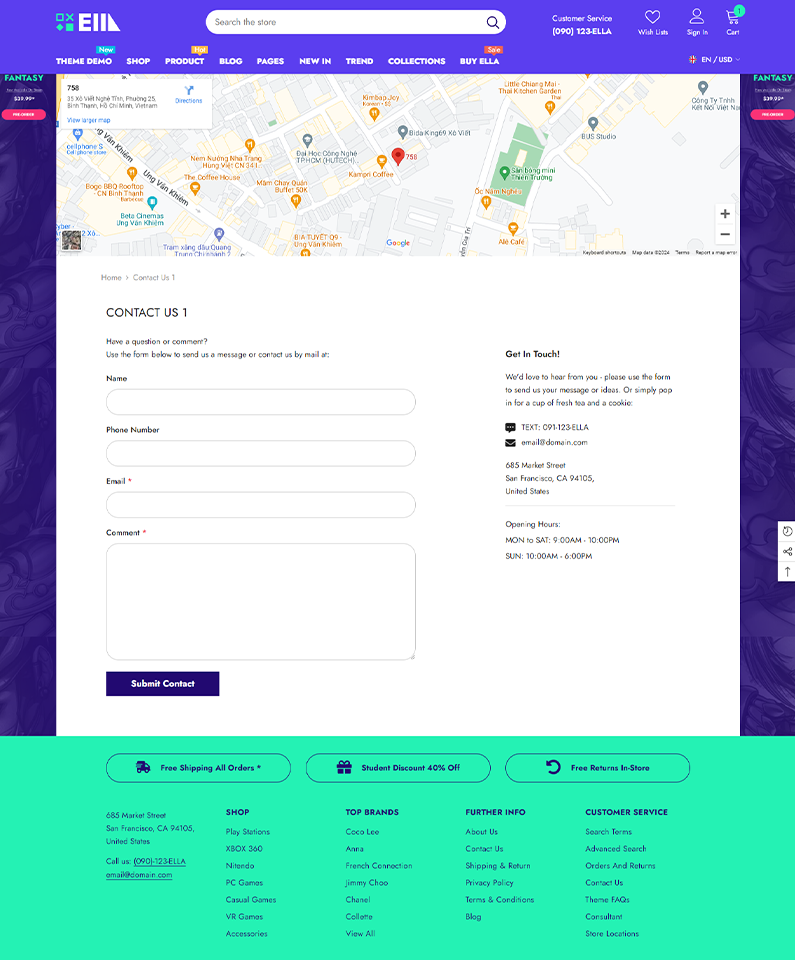 Ella
Search the store
Customer Service
(090) 123-ELLA
Wish Lists
Sign In
1
Cart
New
Hot
Sale
THEME DEMO
SHOP
PRODUCT
BLOG
PAGES
NEW IN
TREND
COLLECTIONS
BUY ELLA
EN / USD
FANTASY
$39.99*
PRE-ORDER
FANTASY
$39.99*
PRE-ORDER
758
35 Xô Viết Nghệ Tĩnh, Phường 25,
Bình Thạnh, Hồ Chí Minh, Vietnam
Directions
View larger map
Kimbap Joy
Korean • $$
Little Chiang Mai -
Thai Kitchen Garden
Công Ty Tnhh
Kết Nối Việt Na
Bida King69 Xô Viết
BUS Studio
cellphone S
Cellphone store
Ung Văn Khiêm
Đại Học Công Nghệ
TPHCM (HUTECH)...
Nem Nướng Nha Trang
Hưng Việt CN 34 Ư...
758
Kampri Coffee
Sân bóng mini
Thiên Trường
The Coffee House
Bogo BBQ Rooftop
- CN Bình Thạnh
Barbecue
Mâm Chay Quán
Buffet 50K
Ung Văn Khiêm
Ốc Nam Nghêu
Beta Cinemas
Ung Văn Khiêm
BIA TUYẾT Q9 -
Ung Văn Khiêm
Google
Alê Café
Trạm xăng dầu Quang
Trung Chi nhánh 2
Keyboard shortcuts
Map data ©2024
Terms
Report a map error
Home > Contact Us 1
CONTACT US 1
Have a question or comment?
Use the form below to send us a message or contact us by mail at:
Name
Phone Number
Email *
Comment *
Submit Contact
Get In Touch!
We'd love to hear from you - please use the form
to send us your message or ideas. Or simply pop
in for a cup of fresh tea and a cookie:
TEXT: 091-123-ELLA
email@domain.com
685 Market Street
San Francisco, CA 94105,
United States
Opening Hours:
MON to SAT: 9:00AM - 10:00PM
SUN: 10:00AM - 6:00PM
Free Shipping All Orders *
Student Discount 40% Off
Free Returns In-Store
685 Market Street
San Francisco, CA 94105,
United States
Call us: (090)-123-ELLA
email@domain.com
SHOP
Play Stations
XBOX 360
Nitendo
PC Games
Casual Games
VR Games
Accessories
TOP BRANDS
Coco Lee
Anna
French Connection
Jimmy Choo
Chanel
Collette
View All
FURTHER INFO
About Us
Contact Us
Shipping & Return
Privacy Policy
Terms & Conditions
Blog
CUSTOMER SERVICE
Search Terms
Advanced Search
Orders And Returns
Contact Us
Theme FAQs
Consultant
Store Locations